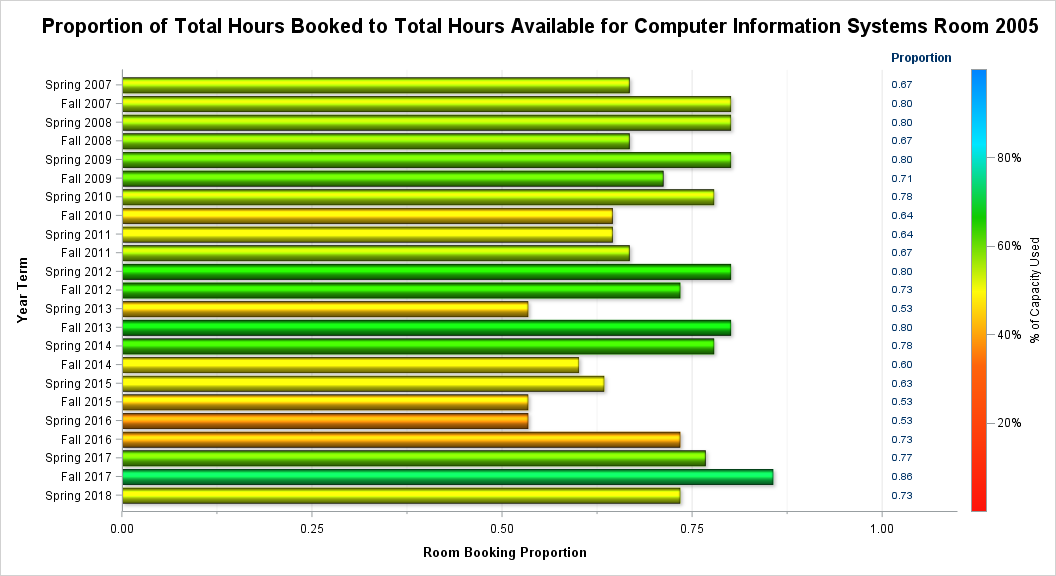 Proportion of Total Hours Booked to Total Hours Available for Computer Information Systems Room 2005
Proportion
Spring 2007 0.67
Fall 2007 0.80
Spring 2008 0.80
Fall 2008 0.67
Spring 2009 0.80
Fall 2009 0.71
Spring 2010 0.78
Fall 2010 0.64
Spring 2011 0.64
Fall 2011 0.67
Spring 2012 0.80
Fall 2012 0.73
Spring 2013 0.53
Fall 2013 0.80
Spring 2014 0.78
Fall 2014 0.60
Spring 2015 0.63
Fall 2015 0.53
Spring 2016 0.53
Fall 2016 0.73
Spring 2017 0.77
Fall 2017 0.86
Spring 2018 0.73
Year Term
0.00 0.25 0.50 0.75 1.00
Room Booking Proportion
80%
60%
40%
20%
% of Capacity Used